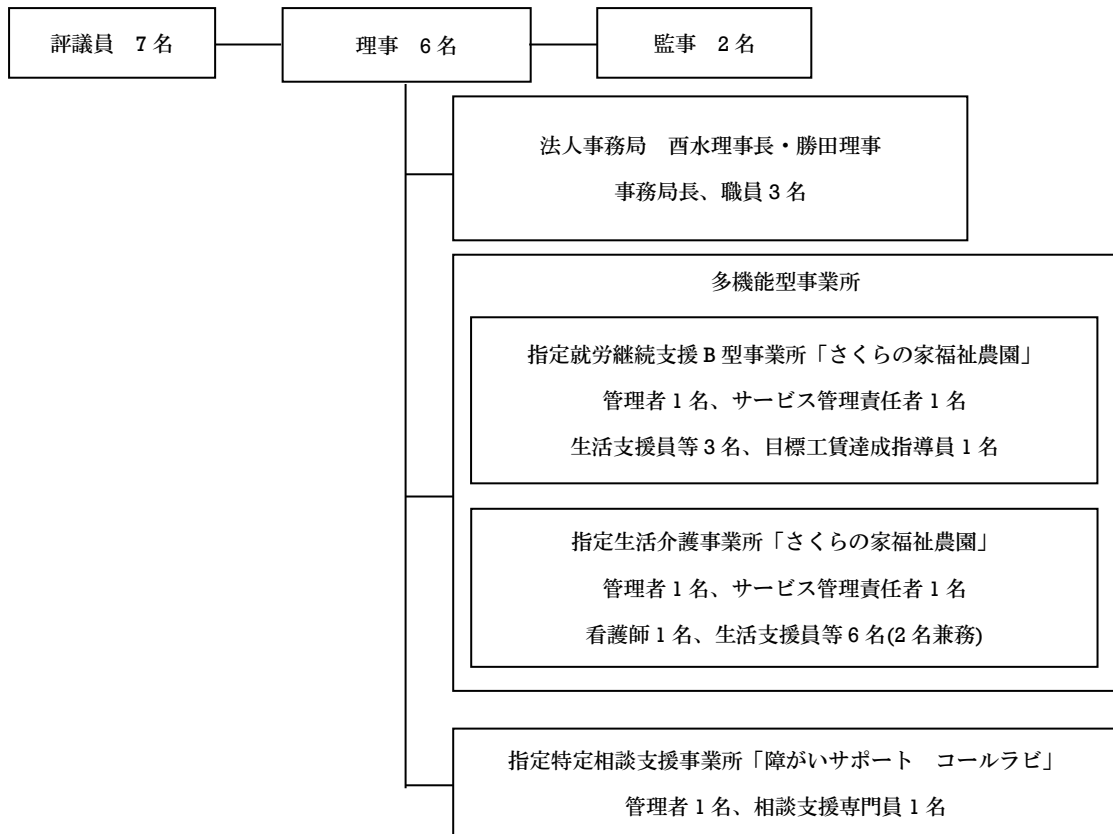 評議員　7名
理事　6名
監事　2名
法人事務局　酉水理事長・勝田理事
事務局長、職員3名
多機能型事業所
指定就労継続支援B型事業所「さくらの家福祉農園」
管理者1名、サービス管理責任者1名
生活支援員等3名、目標工賃達成指導員1名
指定生活介護事業所「さくらの家福祉農園」
管理者1名、サービス管理責任者1名
看護師1名、生活支援員等6名(2名兼務)
指定特定相談支援事業所「障がいサポート　コールラビ」
管理者1名、相談支援専門員1名